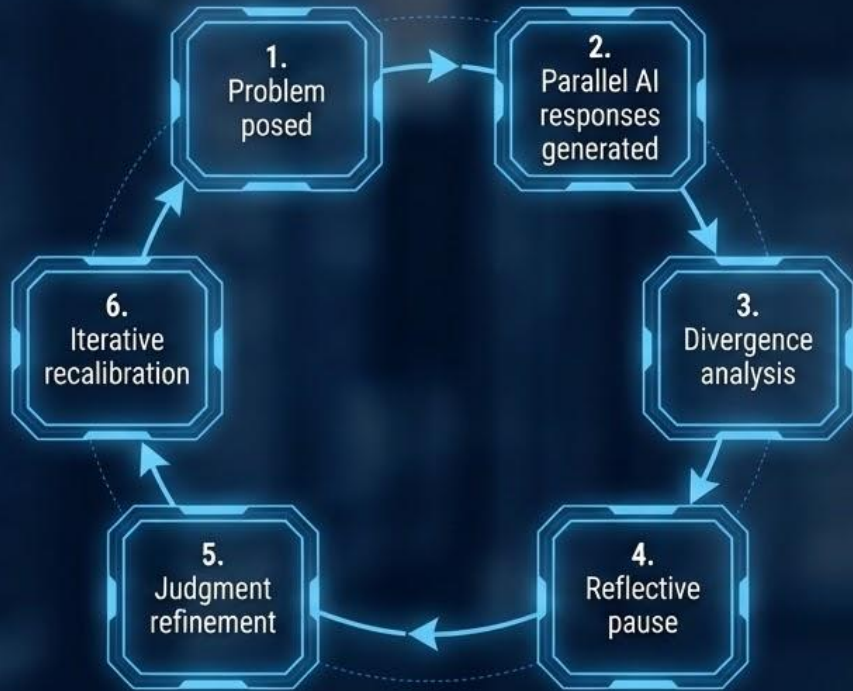 1.
Problem
posed
2.
Parallel AI
responses
generated
3.
Divergence
analysis
4.
Reflective
pause
5.
Judgment
refinement
6.
Iterative
recalibration